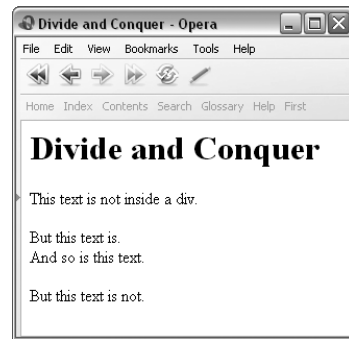 Divide and Conquer - Opera
File Edit View Bookmarks Tools Help
Home Index Contents Search Glossary Help First
Divide and Conquer
This text is not inside a div.
But this text is.
And so is this text.
But this text is not.